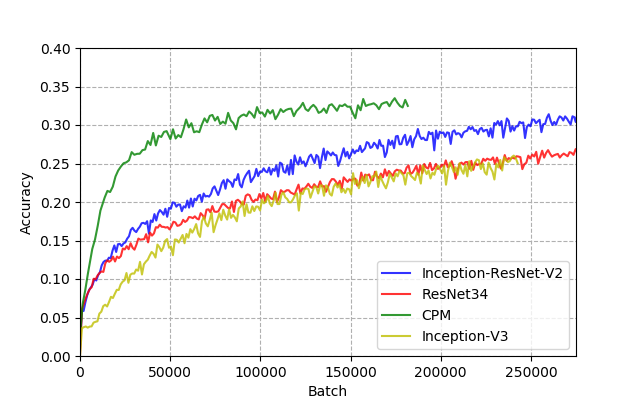 0.40
0.35
0.30
0.25
0.20
0.15
0.10
0.05
0.00
Accuracy
0 50000 100000 150000 200000 250000
Batch
Inception-ResNet-V2
ResNet34
CPM
Inception-V3